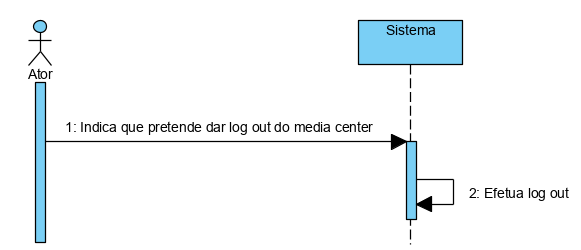 Sistema
Ator
1: Indica que pretende dar log out do media center
2: Efetua log out